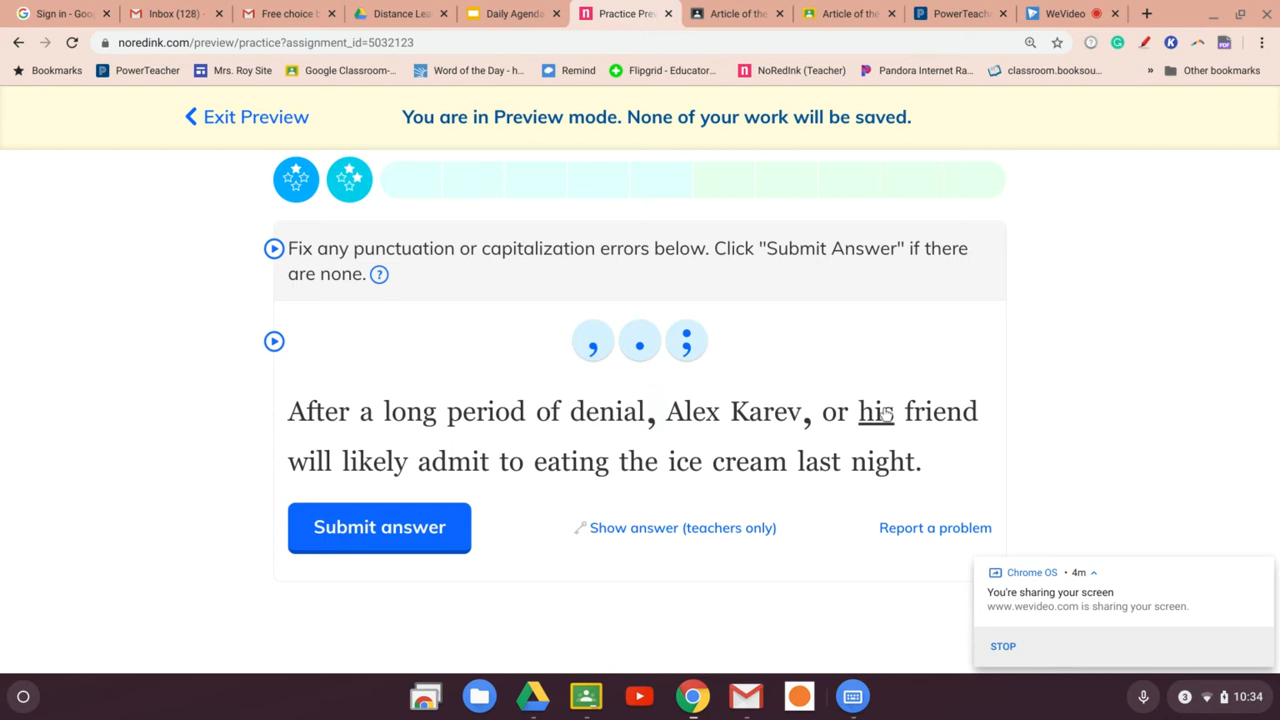 Sign in - Goo
Inbox (128) -
Free choice b
Distance Lea
Daily Agenda
Practice Prev
Article of the
Article of the
PowerTeach
WeVideo
noredink.com/preview/practice?assignment_id=5032123
Bookmarks
PowerTeacher
Mrs. Roy Site
Google Classroom-...
Word of the Day - h...
Remind
Flipgrid - Educator...
NoRedInk (Teacher)
Pandora Internet Ra...
classroom.booksou...
»
Other bookmarks
Exit Preview
You are in Preview mode. None of your work will be saved.
Fix any punctuation or capitalization errors below. Click "Submit Answer" if there
are none. ?
, . ;
After a long period of denial, Alex Karev, or his friend
will likely admit to eating the ice cream last night.
Submit answer
Show answer (teachers only)
Report a problem
Chrome OS • 4m
You're sharing your screen
www.wevideo.com is sharing your screen.
STOP
3
10:34